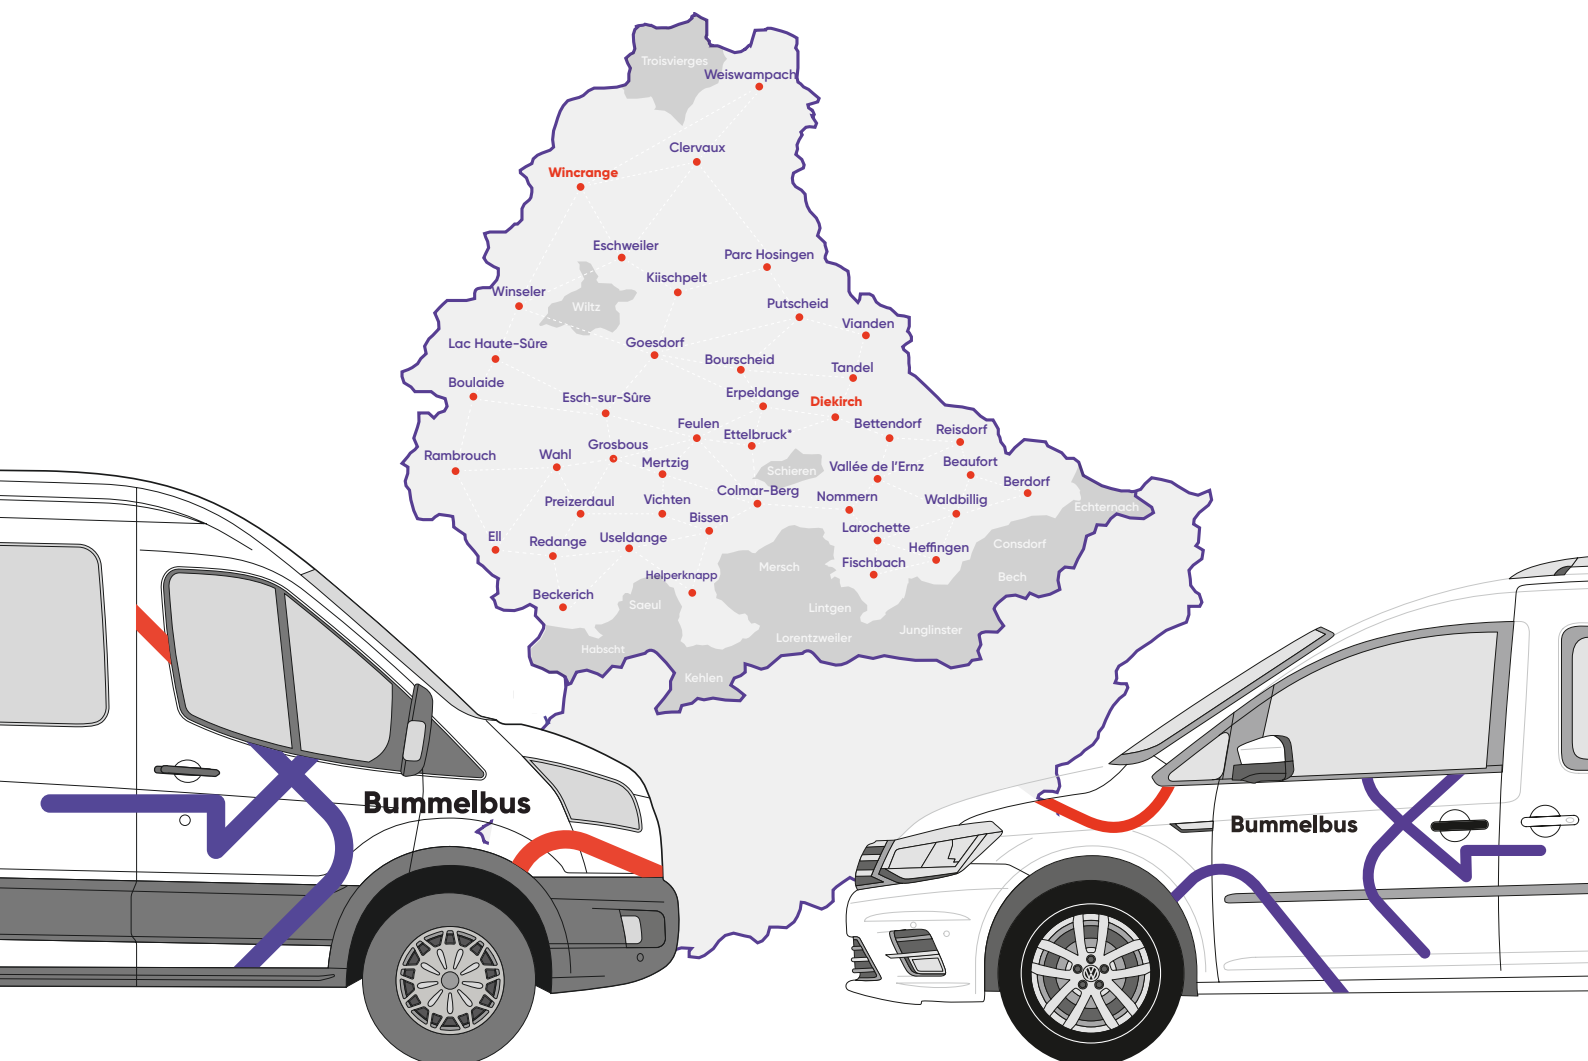 Troisvierges
Weiswampach
Clervaux
Wincrange
Eschweiler
Parc Hosingen
Kiischpelt
Winseler
Wiltz
Putscheid
Vianden
Lac Haute-Sûre
Goesdorf
Bourscheid
Tandel
Boulaide
Esch-sur-Sûre
Erpeldange
Diekirch
Feulen
Ettelbruck*
Bettendorf
Reisdorf
Rambrouch
Wahl
Grosbous
Mertzig
Schieren
Vallée de l'Ernz
Beaufort
Berdorf
Preizerdaul
Vichten
Colmar-Berg
Nommern
Waldbillig
Echternach
Bissen
Ell
Redange
Useldange
Larochette
Heffingen
Consdorf
Fischbach
Mersch
Helperknapp
Bech
Beckerich
Saeul
Lintgen
Junglinster
Lorentzweiler
Habscht
Kehlen
Bummelbus
Bummelbus